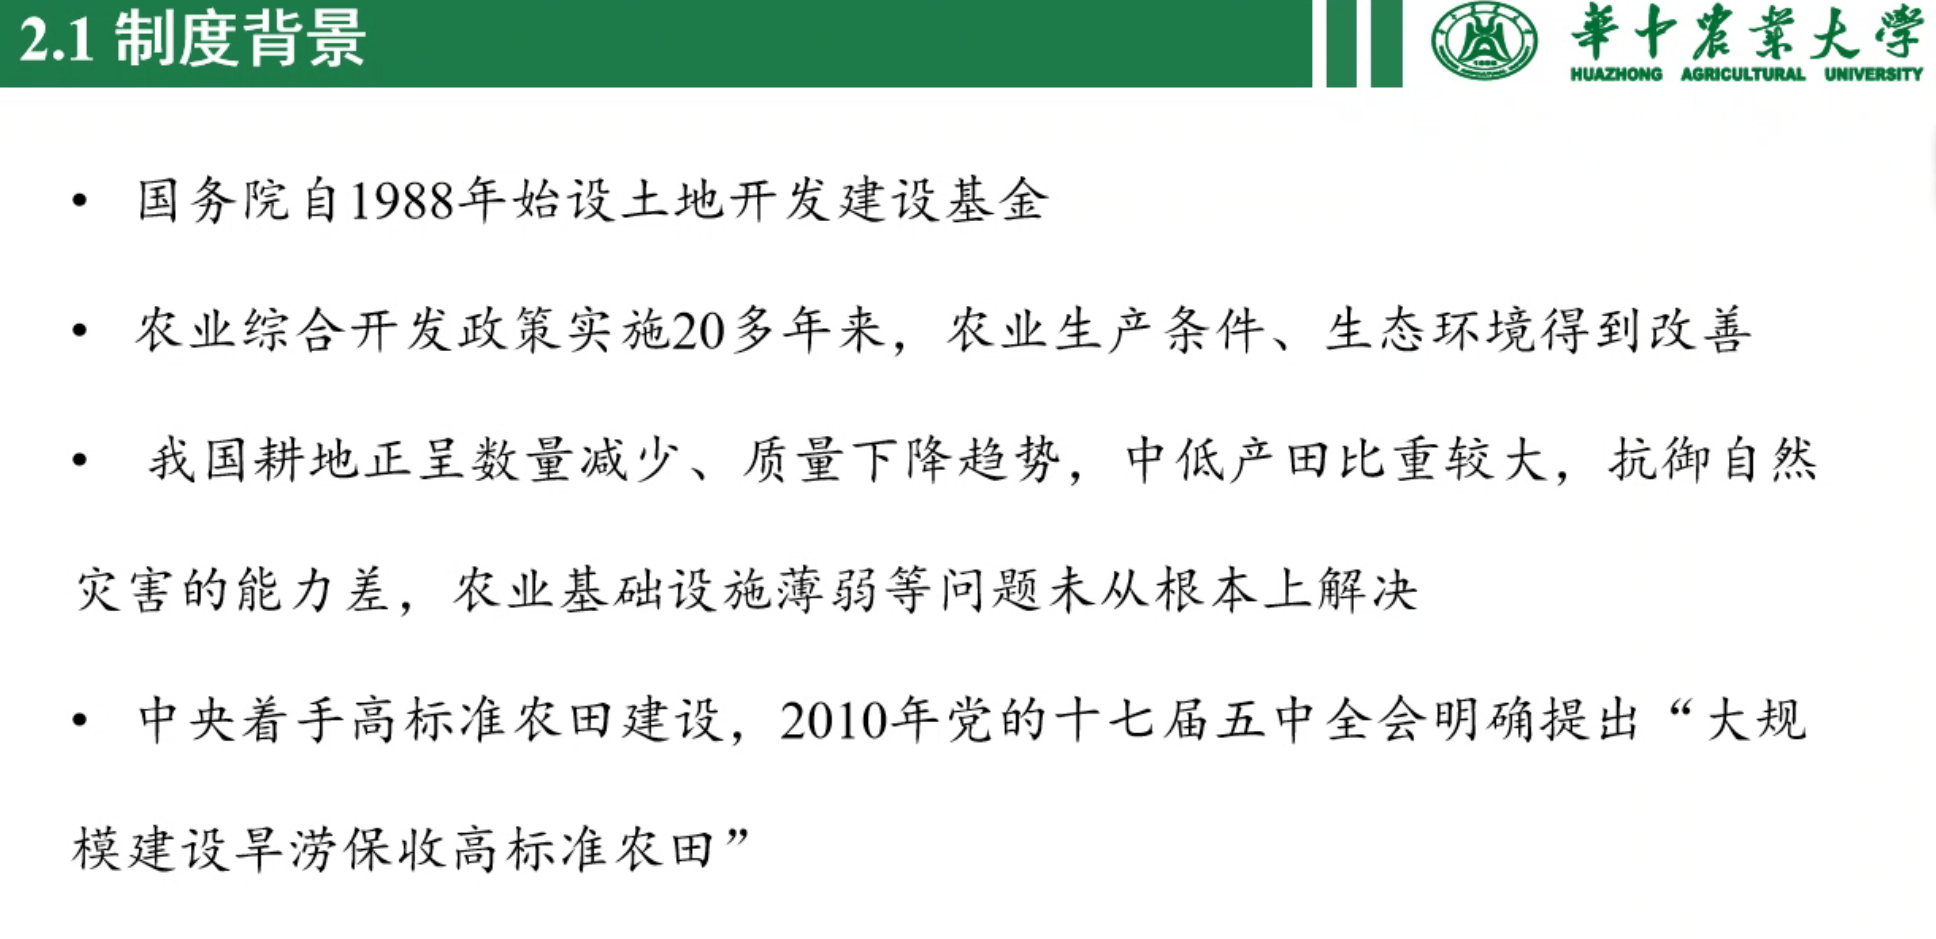 2.1 制度背景
華中農業大學
HUAZHONG AGRICULTURAL UNIVERSITY
• 国务院自1988年始设土地开发建设基金
• 农业综合开发政策实施20多年来，农业生产条件、生态环境得到改善
• 我国耕地正呈数量减少、质量下降趋势，中低产田比重较大，抗御自然
灾害的能力差，农业基础设施薄弱等问题未从根本上解决
• 中央着手高标准农田建设，2010年党的十七届五中全会明确提出“大规
模建设旱涝保收高标准农田”